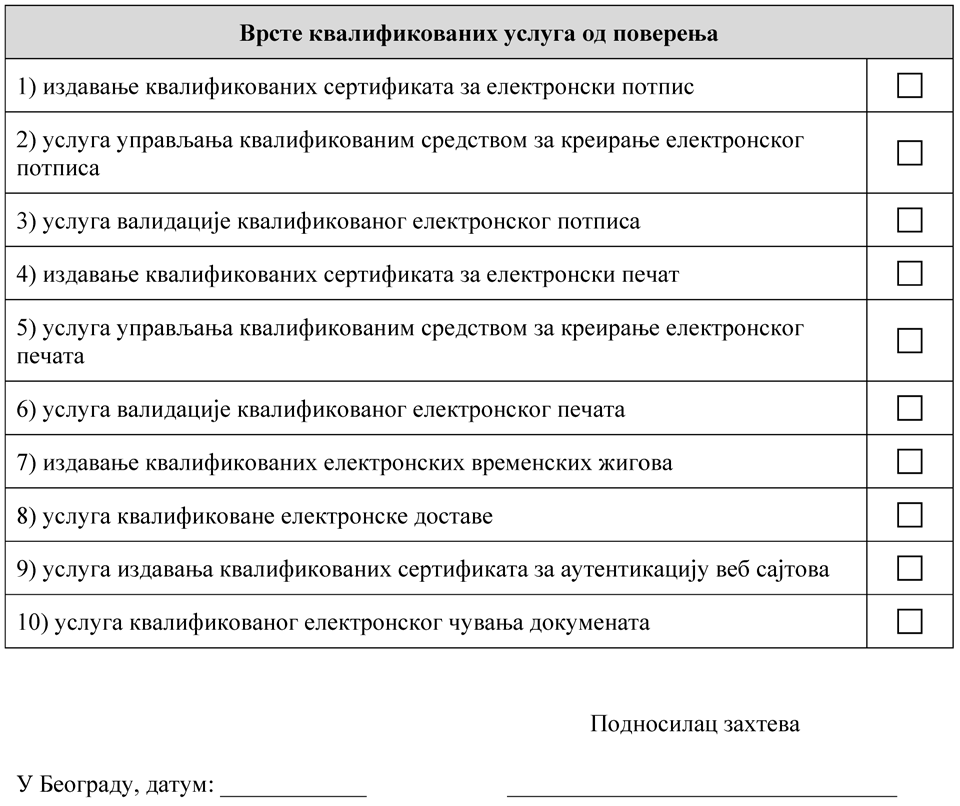 Врсте квалификованих услуга од поверења
1) издавање квалификованих сертификата за електронски потпис
2) услуга управљања квалификованим средством за креирање електронског
потписа
3) услуга валидације квалификованог електронског потписа
4) издавање квалификованих сертификата за електронски печат
5) услуга управљања квалификованим средством за креирање електронског
печата
6) услуга валидације квалификованог електронског печата
7) издавање квалификованих електронских временских жигова
8) услуга квалификоване електронске доставе
9) услуга издавања квалификованих сертификата за аутентикацију веб сајтова
10) услуга квалификованог електронског чувања докумената
Подносилац захтева
У Београду, датум: